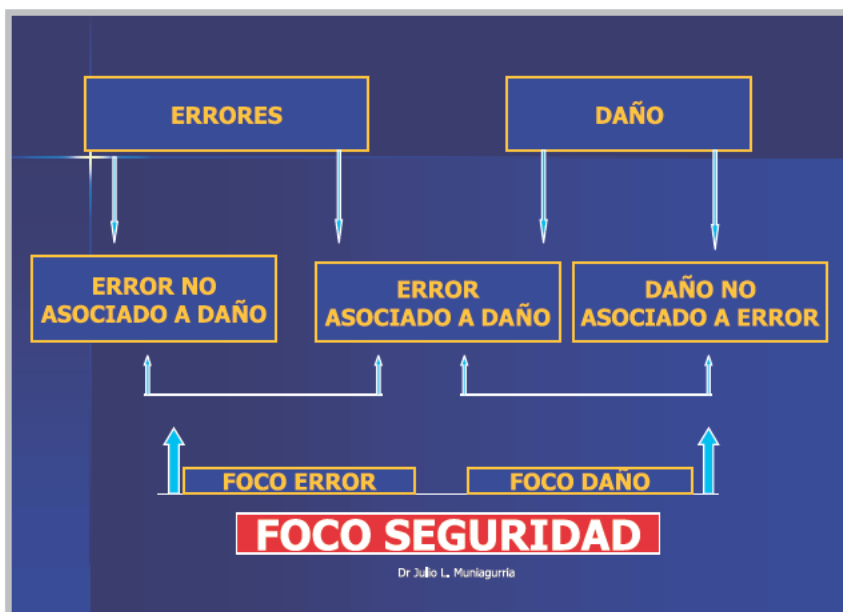 ERRORES
DAÑO
ERROR NO
ASOCIADO A DAÑO
ERROR
ASOCIADO A DAÑO
DAÑO NO
ASOCIADO A ERROR
FOCO ERROR
FOCO DAÑO
FOCO SEGURIDAD
Dr Julio L. Muniagurria